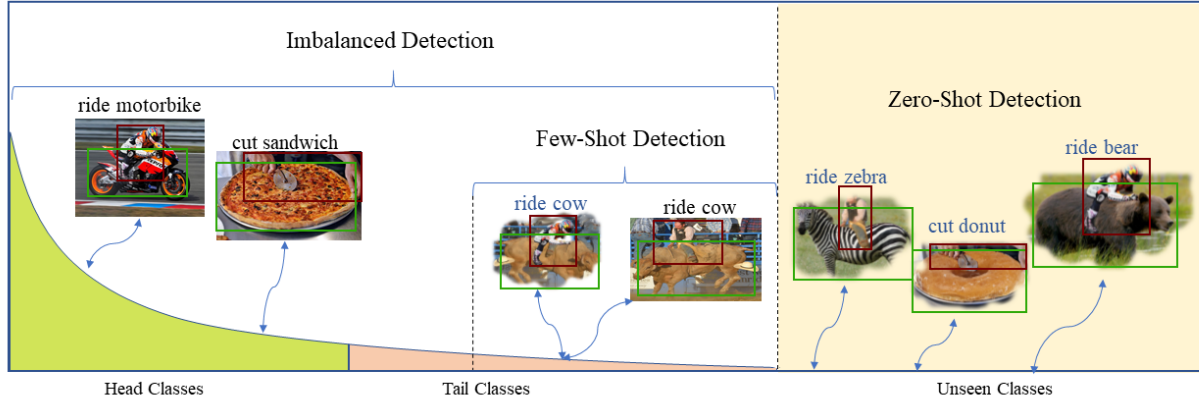 Imbalanced Detection
Zero-Shot Detection
ride motorbike
cut sandwich
Few-Shot Detection
ride bear
ride zebra
ride cow
ride cow
cut donut
Head Classes
Tail Classes
Unseen Classes